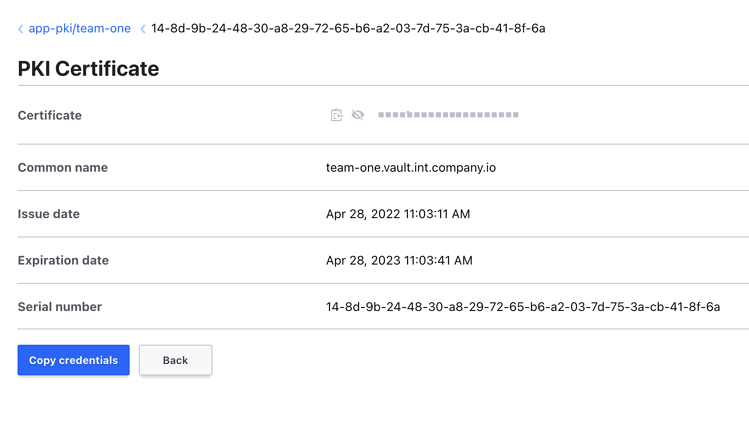 app-pki/team-one 14-8d-9b-24-48-30-a8-29-72-65-b6-a2-03-7d-75-3a-cb-41-8f-6a
PKI Certificate
Certificate
Common name team-one.vault.int.company.io
Issue date Apr 28, 2022 11:03:11 AM
Expiration date Apr 28, 2023 11:03:41 AM
Serial number 14-8d-9b-24-48-30-a8-29-72-65-b6-a2-03-7d-75-3a-cb-41-8f-6a
Copy credentials Back